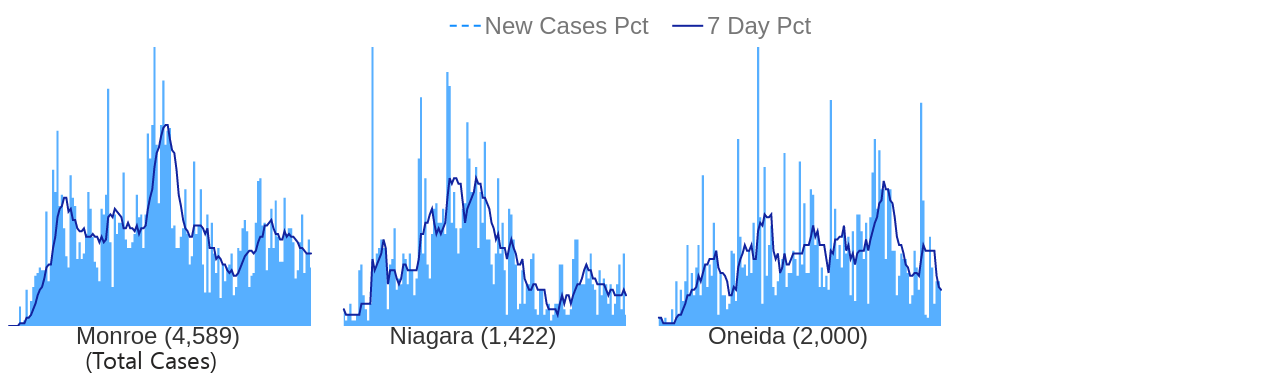 New Cases Pct 7 Day Pct
Monroe (4,589) Niagara (1,422) Oneida (2,000)
(Total Cases)